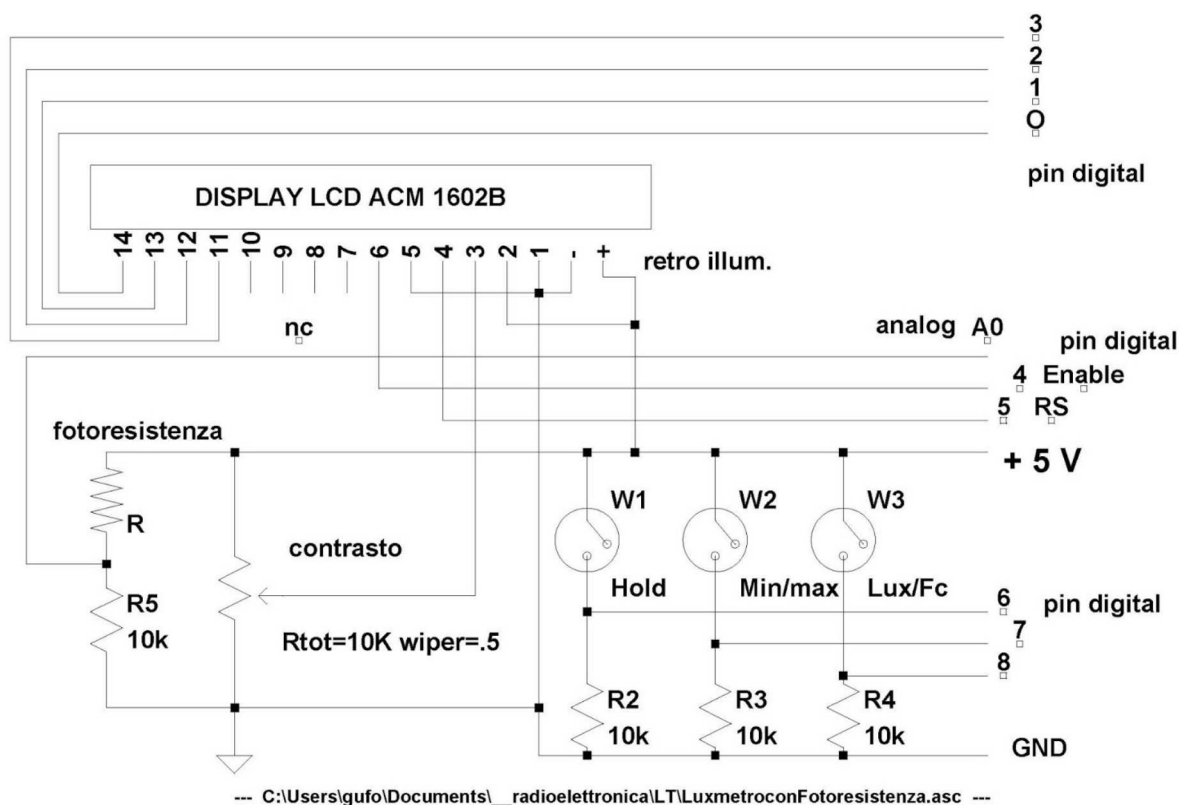 3
2
1
O
pin digital
DISPLAY LCD ACM 1602B
14 13 12 11 10 9 8 7 6 5 4 3 2 1 - +
retro illum.
nc
analog A0
pin digital
4 Enable
5 RS
fotoresistenza
+ 5 V
W1 W2 W3
R
contrasto
Hold Min/max Lux/Fc
6 pin digital
R5
10k
Rtot=10K wiper=.5
7
8
R2 R3 R4
10k 10k 10k
GND
--- C:\Users\gufo\Documents\__radioelettronica\LT\LuxmetroconFotoresistenza.asc ---